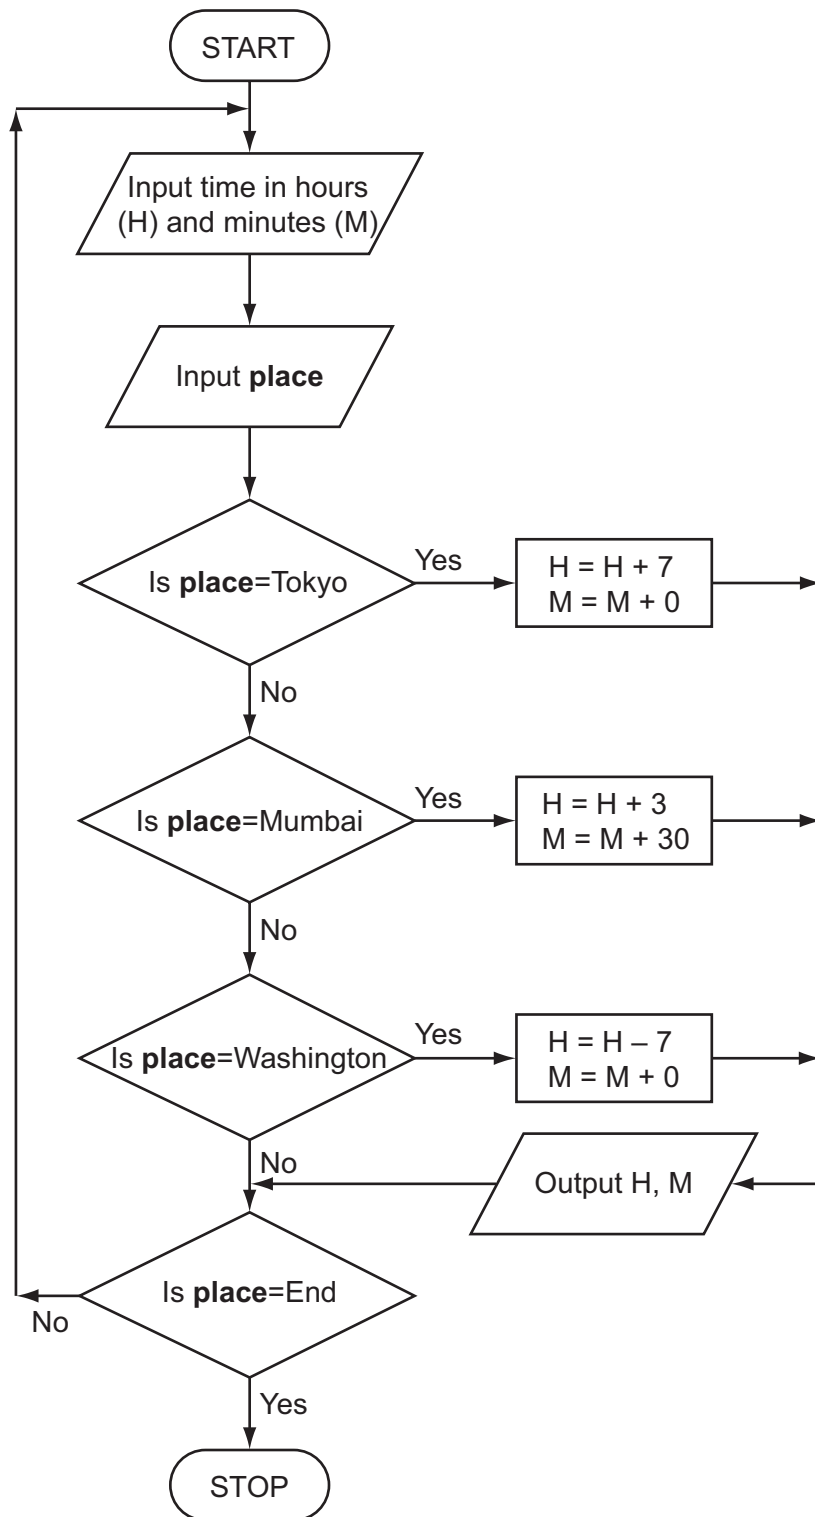 START
Input time in hours
(H) and minutes (M)
Input place
Is place=Tokyo
Yes
H = H + 7
M = M + 0
No
Is place=Mumbai
Yes
H = H + 3
M = M + 30
No
Is place=Washington
Yes
H = H – 7
M = M + 0
No
Output H, M
Is place=End
No
Yes
STOP